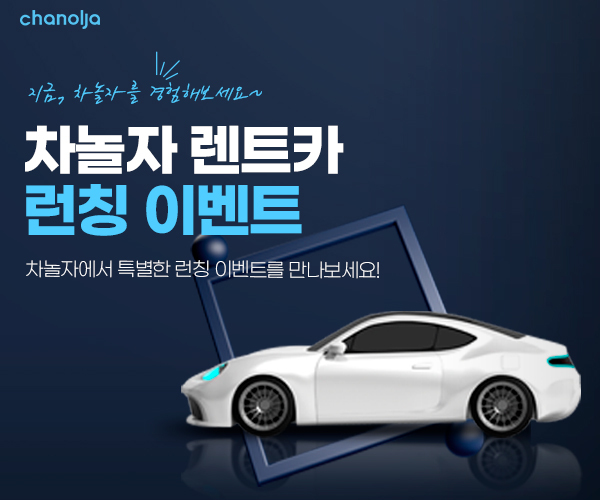 chanolja
지금, 차놀자를 경험해보세요~
차놀자 렌트카
런칭 이벤트
차놀자에서 특별한 런칭 이벤트를 만나보세요!